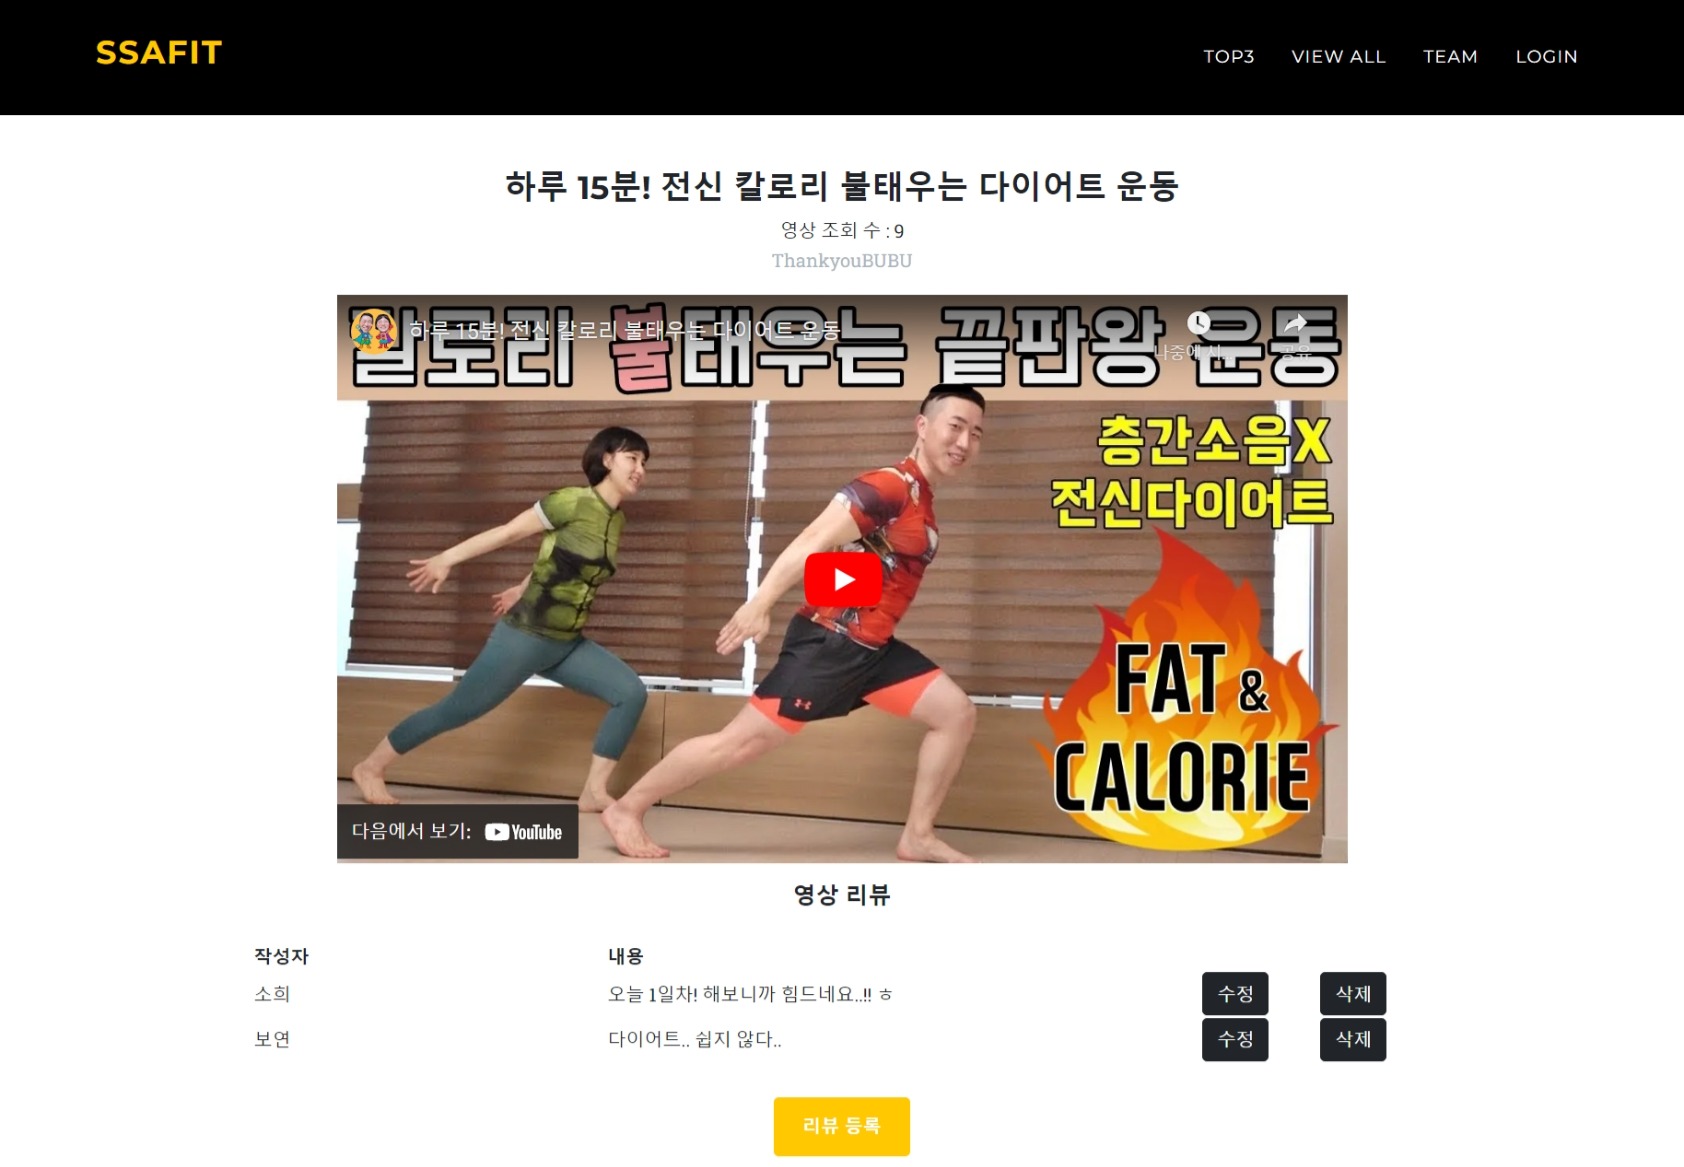 SSAFIT
TOP3 VIEW ALL TEAM LOGIN
하루 15분! 전신 칼로리 불태우는 다이어트 운동
영상 조회 수 : 9
ThankyouBUBU
칼로리 불태우는 끝판왕 운동
하루 15분! 전신 칼로리 불태우는 다이어트 운동
나중에 시...
공유
층간소음X
전신다이어트
FAT &
CALORIE
다음에서 보기: YouTube
영상 리뷰
작성자 내용
소희 오늘 1일차! 해보니까 힘드네요..!! ㅎ 수정 삭제
보연 다이어트.. 쉽지 않다.. 수정 삭제
리뷰 등록